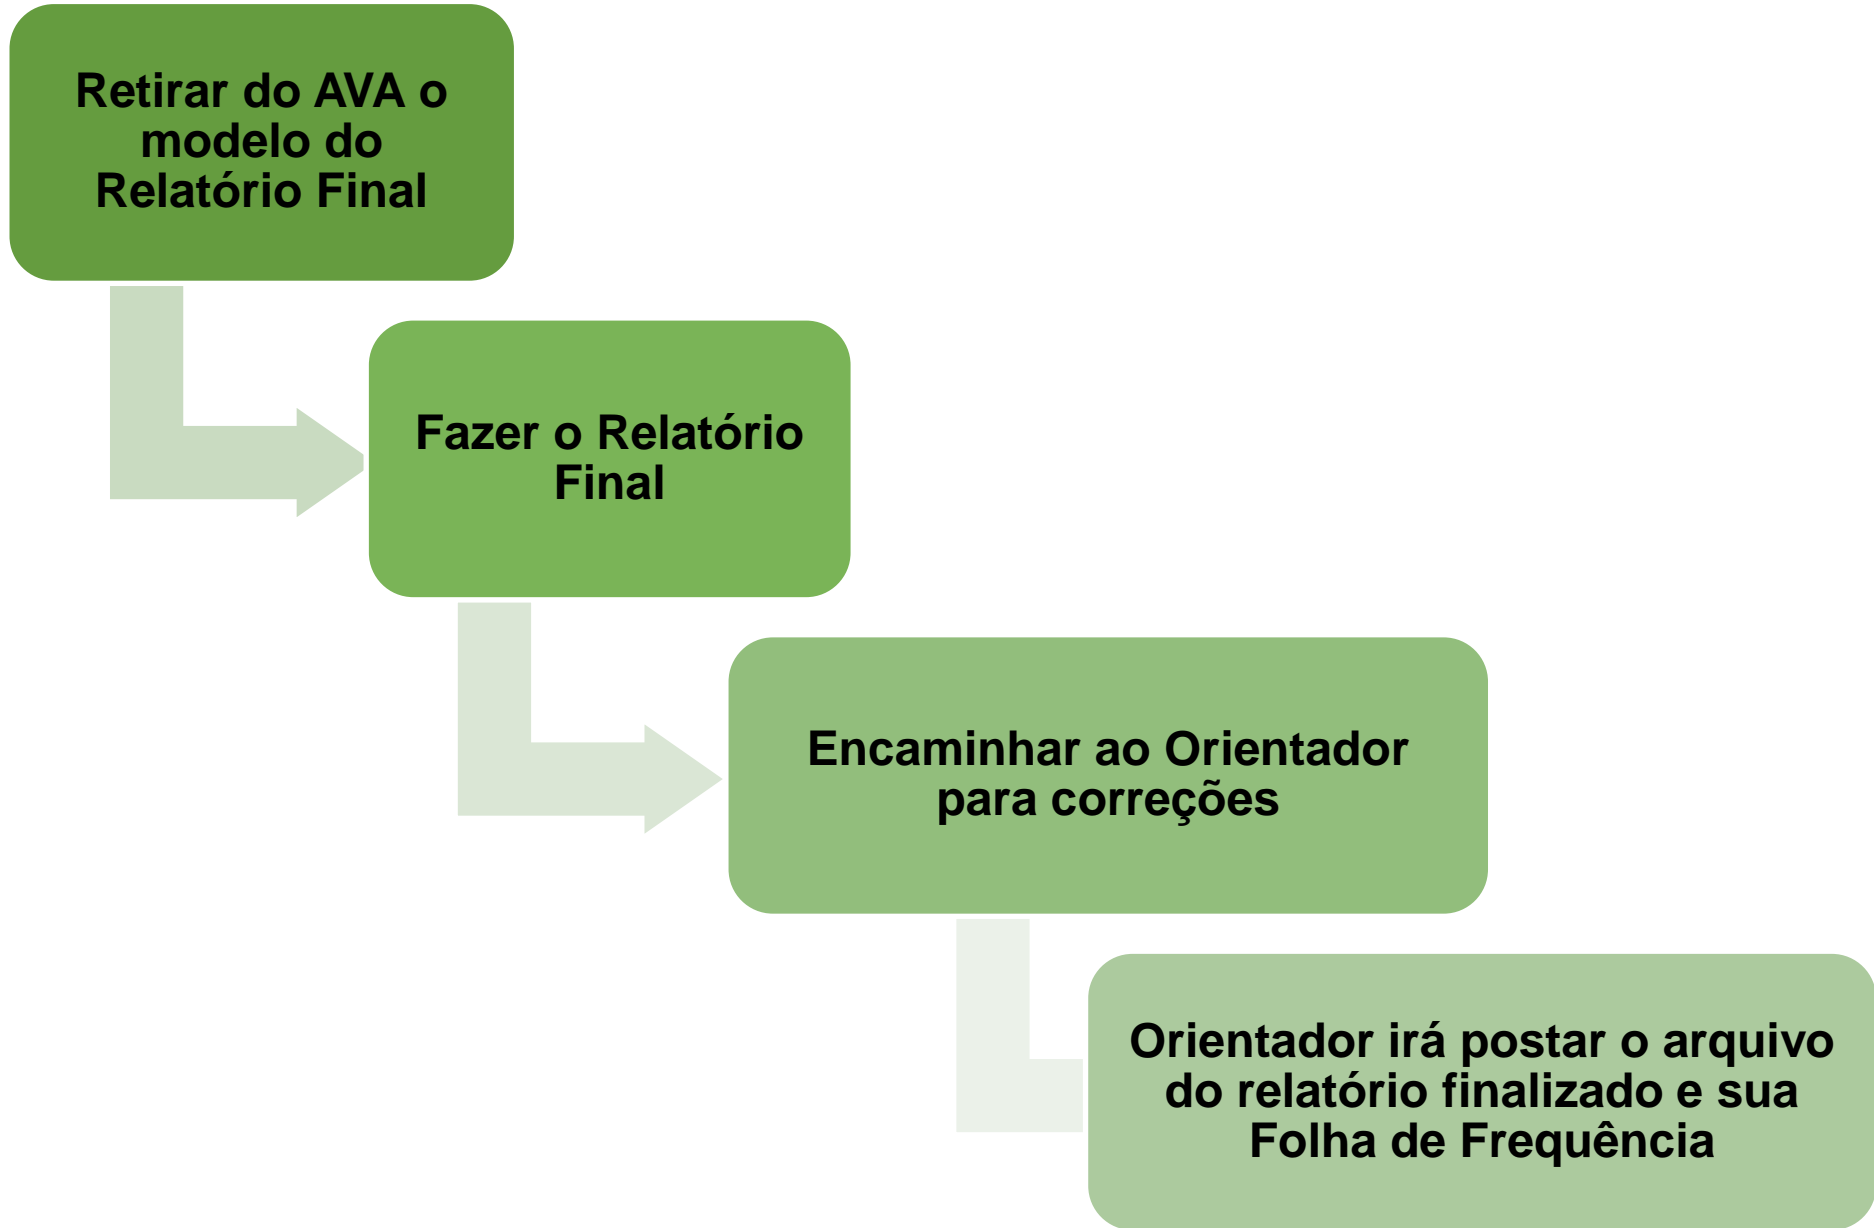 Retirar do AVA o
modelo do
Relatório Final
Fazer o Relatório
Final
Encaminhar ao Orientador
para correções
Orientador irá postar o arquivo
do relatório finalizado e sua
Folha de Frequência